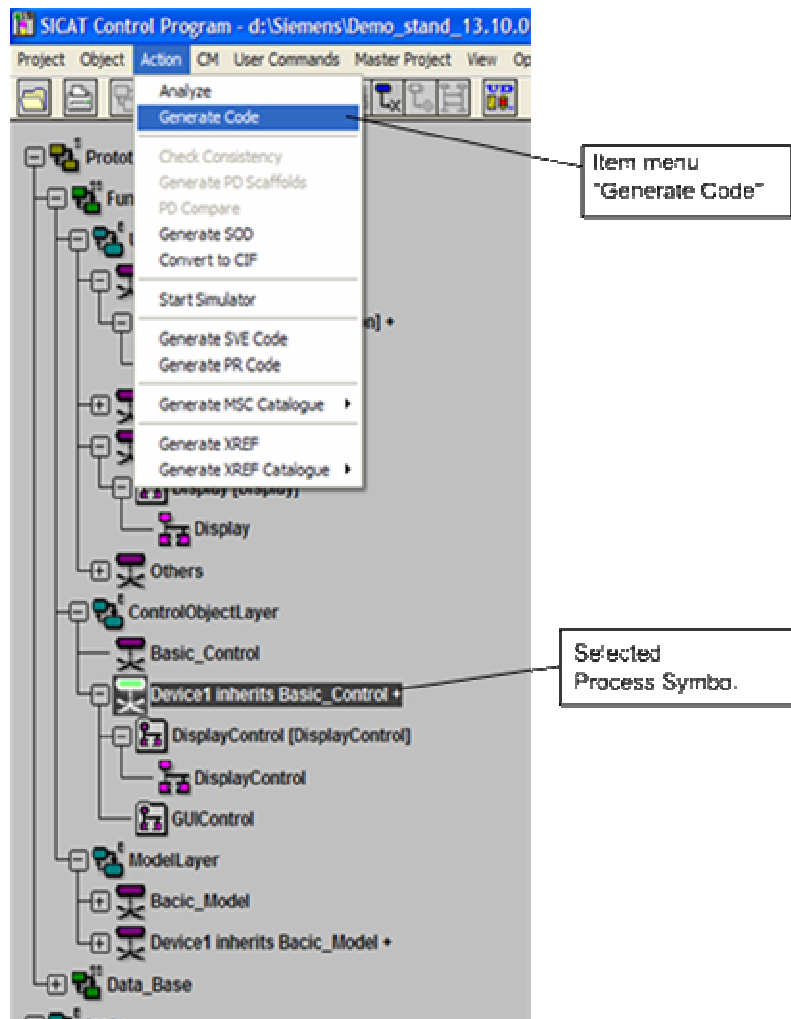 SICAT Control Program - d:\Siemens\Demo_stand_13.10.0
Project Object Action CM User Commands Master Project View Op
Analyze
Generate Code
Check Consistency
Generate PD Scaffolds
PD Compare
Generate SOD
Convert to CIF
Start Simulator
Generate SVE Code
Generate PR Code
Generate MSC Catalogue
Generate XREF
Generate XREF Catalogue
Item menu
"Generate Code"
Protot
Fun
U
on] +
Display [Display]
Display
Others
ControlObjectLayer
Basic_Control
Device1 inherits Basic_Control +
Selected
Process Symbo.
DisplayControl [DisplayControl]
DisplayControl
GUIControl
ModelLayer
Bacic_Model
Device1 inherits Bacic_Model +
Data_Base